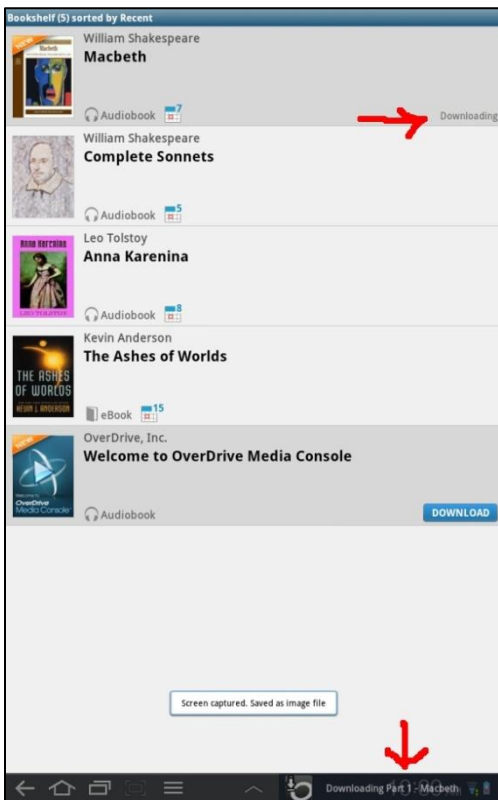 Bookshelf (5) sorted by Recent
William Shakespeare
NEW
Macbeth
Macbeth
Audiobook 7
Downloading
William Shakespeare
Complete Sonnets
Audiobook 5
Leo Tolstoy
Anna Karenina
Anna Karenina
LEO TOLSTOY
Audiobook 8
Kevin Anderson
The Ashes of Worlds
THE ASHES
OF WORLDS
KEVIN J. ANDERSON
eBook 15
OverDrive, Inc.
NEW
Welcome to OverDrive Media Console
Welcome to
OverDrive
Media Console
Audiobook
DOWNLOAD
Screen captured. Saved as image file
Downloading Part 1 - Macbeth